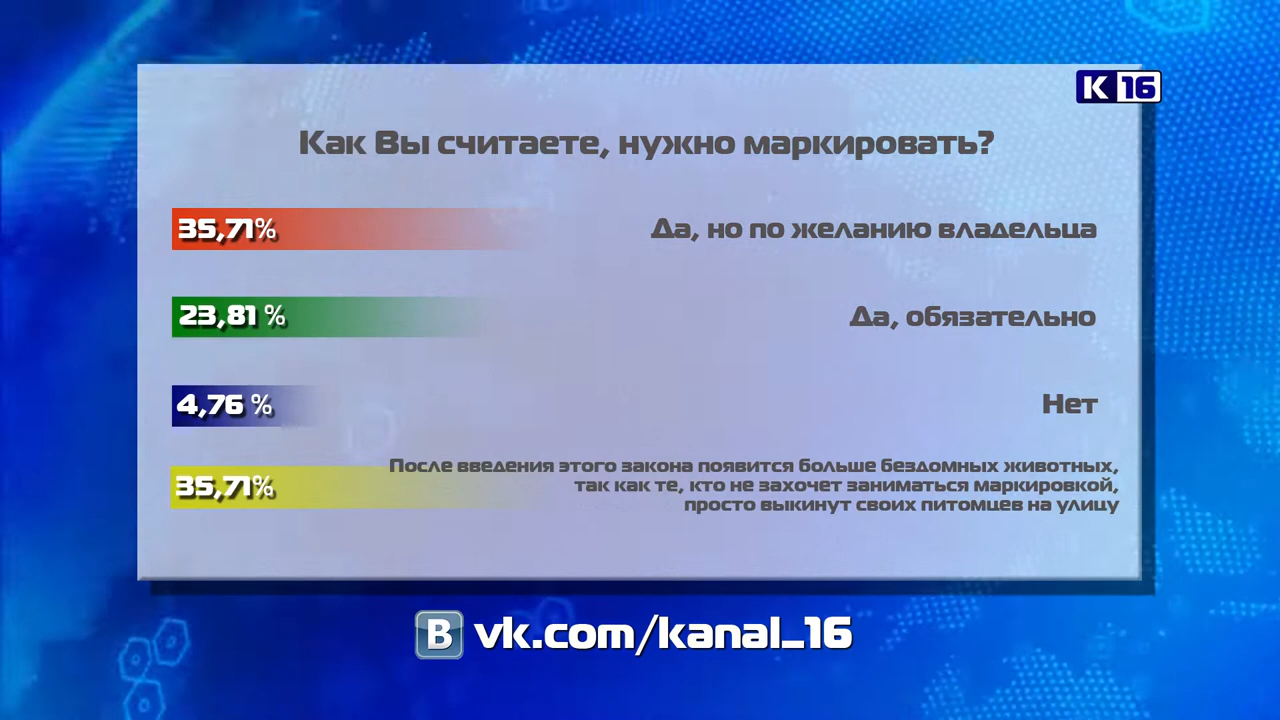 К 16
Как Вы считаете, нужно маркировать?
35,71% Да, но по желанию владельца
23,81 % Да, обязательно
4,76 % Нет
После введения этого закона появится больше бездомных животных,
35,71% так как те, кто не захочет заниматься маркировкой,
просто выкинут своих питомцев на улицу
В vk.com/kanal_16